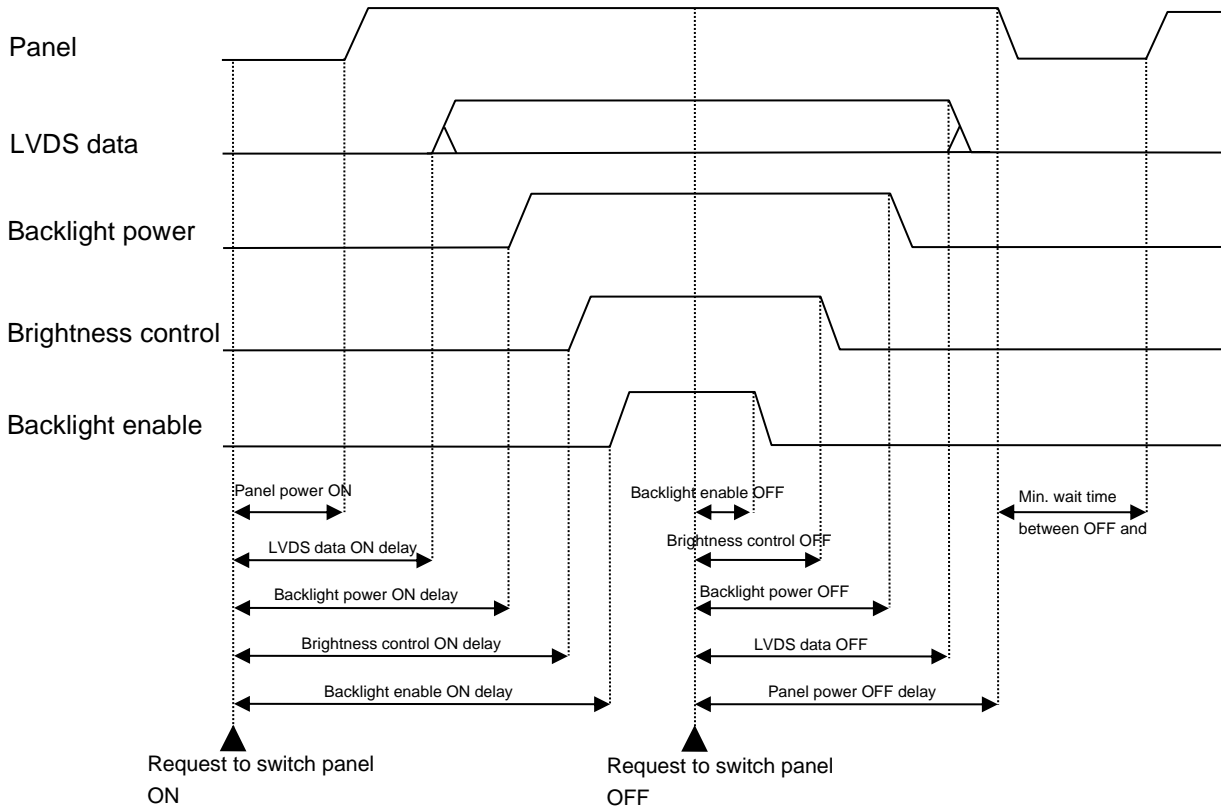 Panel
LVDS data
Backlight power
Brightness control
Backlight enable
Panel power ON
Backlight enable OFF
Min. wait time
between OFF and
LVDS data ON delay
Brightness control OFF
Backlight power ON delay
Backlight power OFF
Brightness control ON delay
LVDS data OFF
Backlight enable ON delay
Panel power OFF delay
Request to switch panel
ON
Request to switch panel
OFF